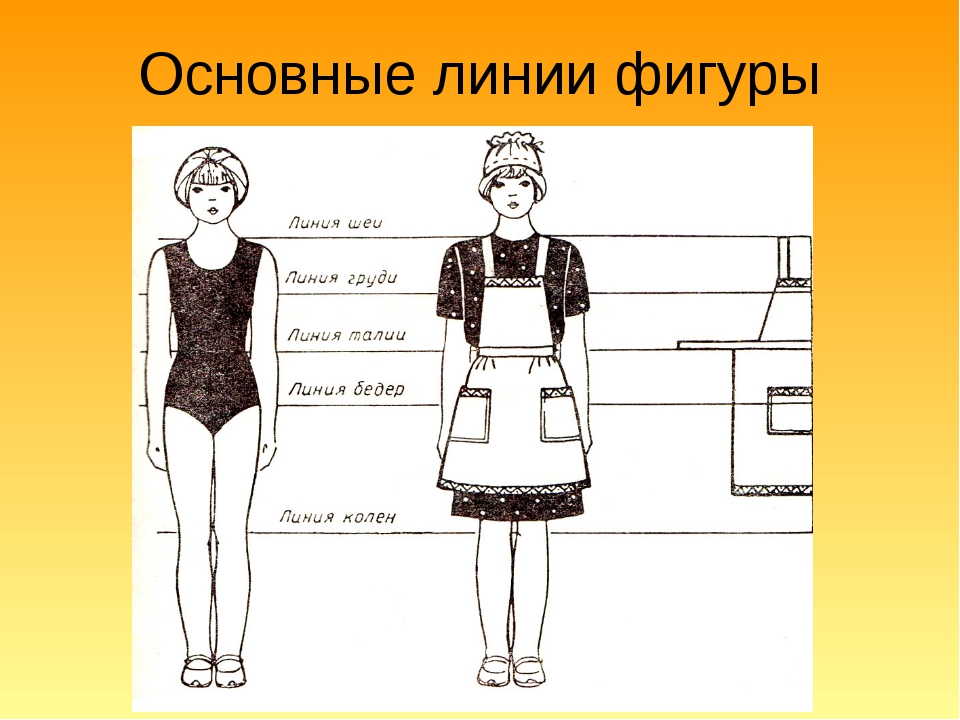 Основные линии фигуры
Линия шеи
Линия груди
Линия талии
Линия бедер
Линия колен